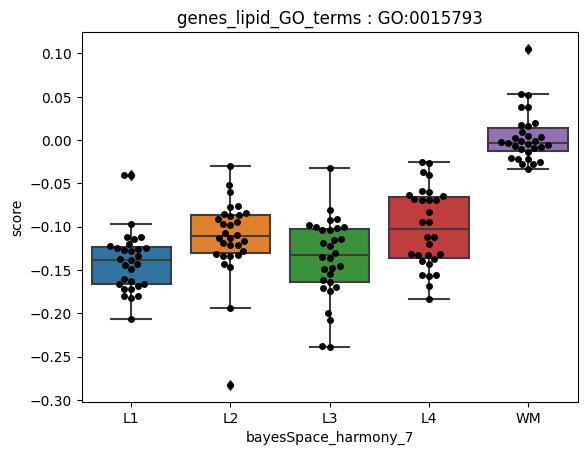 genes_lipid_GO_terms : GO:0015793
0.10
0.05
0.00
−0.05
−0.10
−0.15
−0.20
−0.25
−0.30
score
L1 L2 L3 L4 WM
bayesSpace_harmony_7